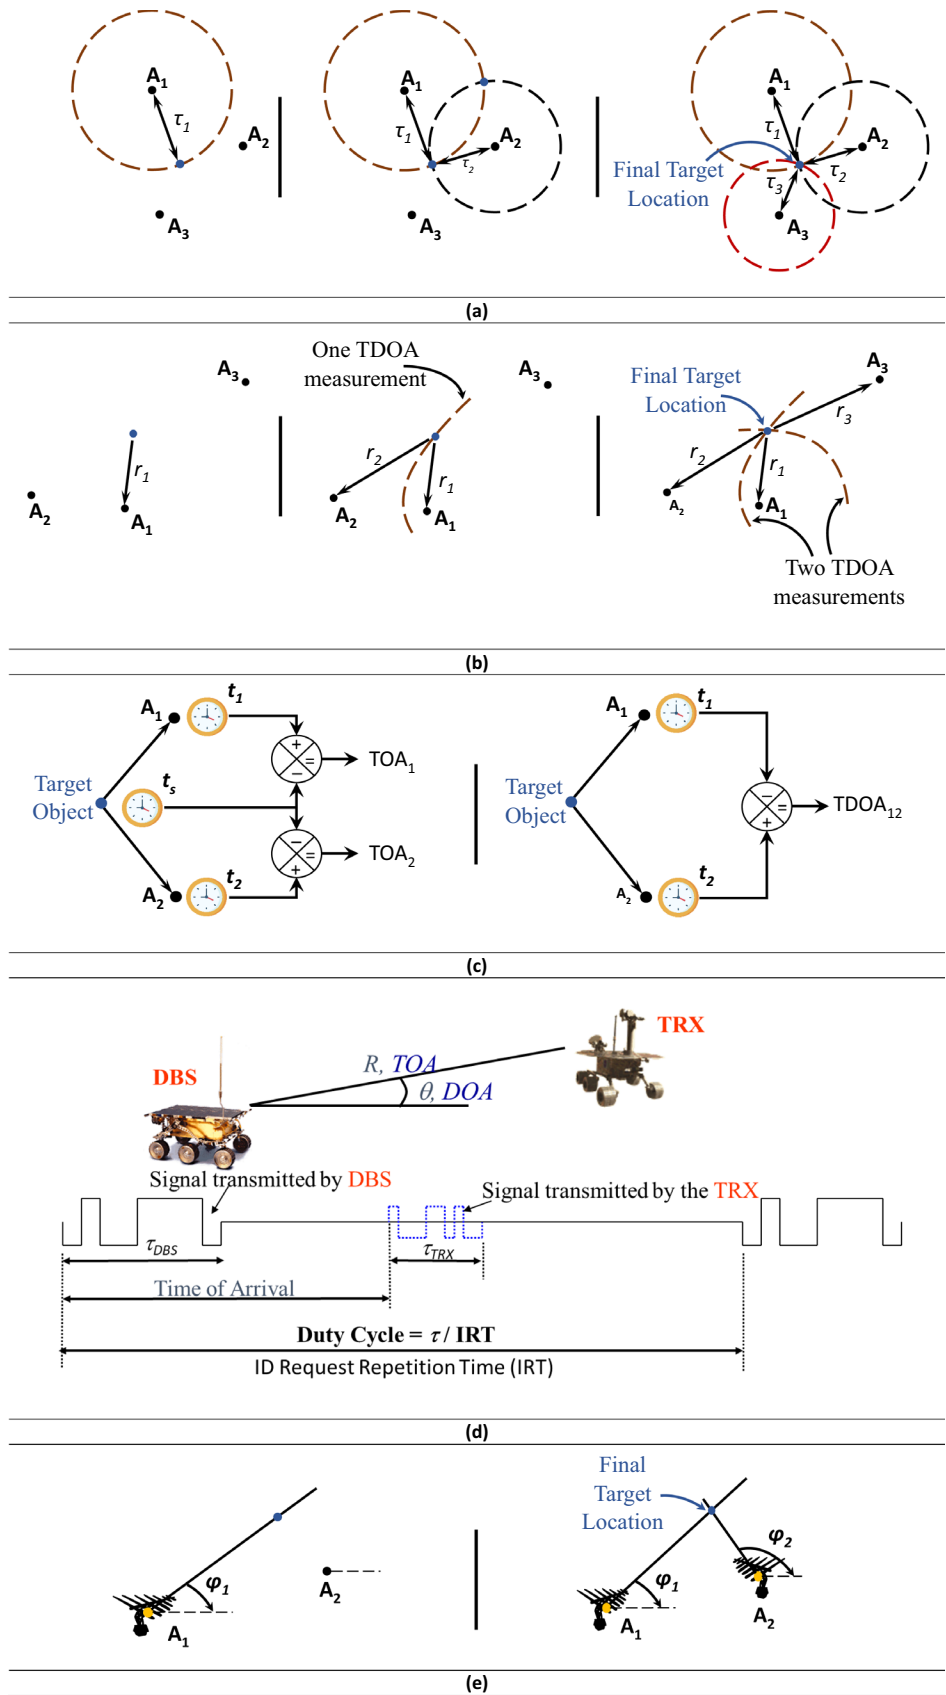 A1
τ1
A2
A3
A1
τ1
A2
τ2
A3
A1
τ1
A2
Final Target
Location
τ3
τ2
A3
(a)
A3
r1
A2
A1
One TDOA
measurement
A3
r2
r1
A2
A1
Final Target
Location
A3
r3
r2
r1
A2
A1
Two TDOA
measurements
(b)
A1
t1
+
−
=
TOA1
Target
Object
ts
−
+
=
TOA2
A2
t2
A1
t1
Target
Object
−
+
=
TDOA12
A2
t2
(c)
TRX
DBS
R, TOA
θ, DOA
Signal transmitted by DBS
Signal transmitted by the TRX
τDBS
τTRX
Time of Arrival
Duty Cycle = τ / IRT
ID Request Repetition Time (IRT)
(d)
φ1
A2
A1
Final
Target
Location
φ2
φ1
A1
A2
(e)